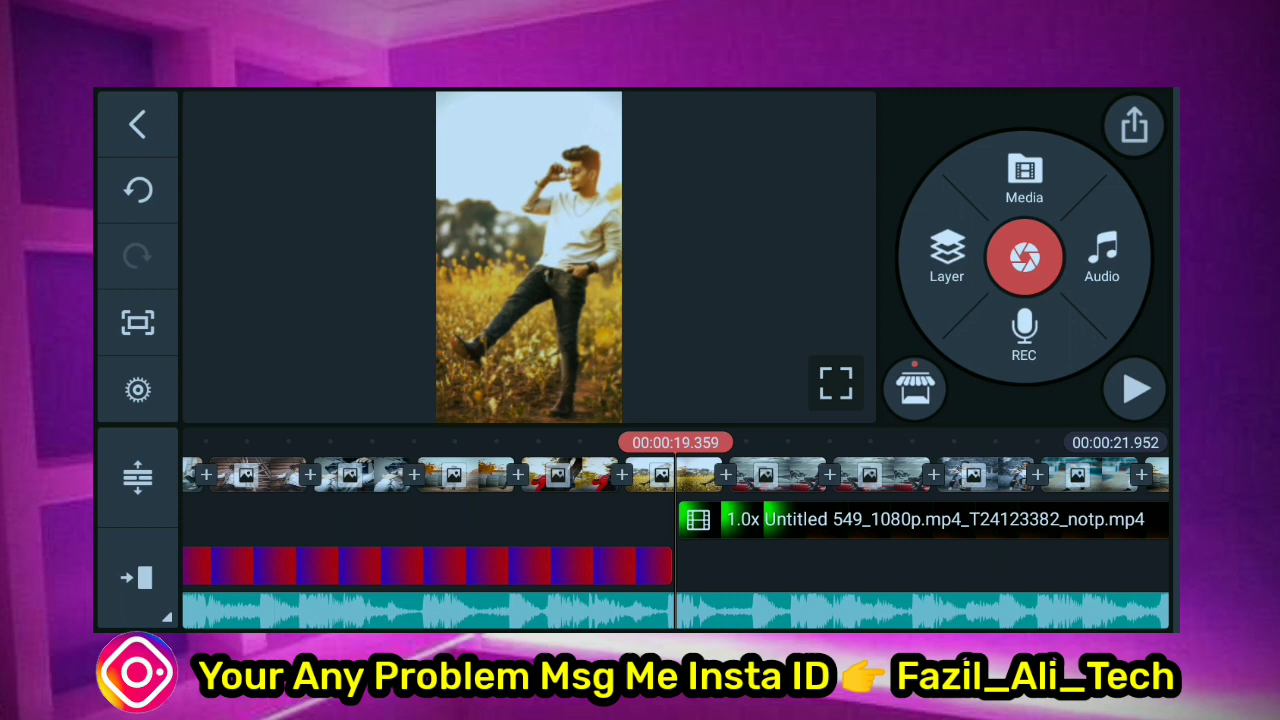 Media
Layer
Audio
REC
00:00:19.359
00:00:21.952
1.0x Untitled 549_1080p.mp4_T24123382_notp.mp4
Your Any Problem Msg Me Insta ID 👉 Fazil_Ali_Tech